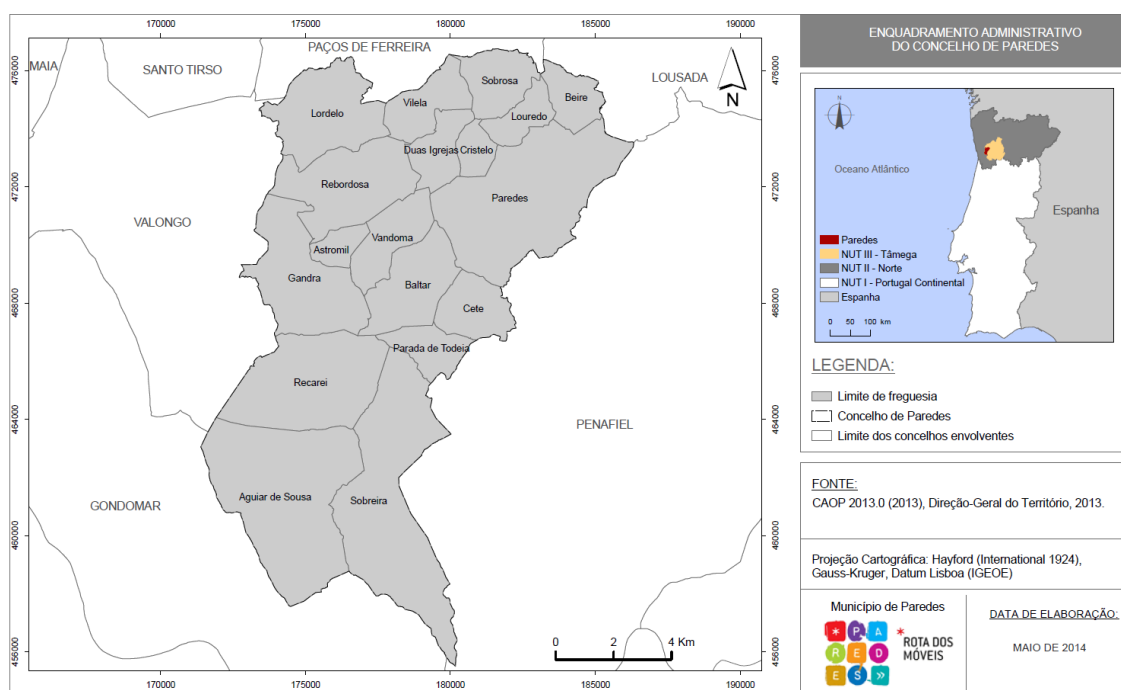 170000
175000
180000
185000
190000
476000
472000
468000
464000
460000
456000
MAIA
SANTO TIRSO
PAÇOS DE FERREIRA
LOUSADA
N
Sobrosa
Beire
Vilela
Lordelo
Louredo
Duas Igrejas
Cristelo
Rebordosa
Paredes
VALONGO
Vandoma
Astromil
Gandra
Baltar
Cete
Parada de Todeia
Recarei
PENAFIEL
Aguiar de Sousa
Sobreira
GONDOMAR
0 2 4 Km
476000
472000
468000
464000
460000
456000
170000
175000
180000
185000
190000
ENQUADRAMENTO ADMINISTRATIVO
DO CONCELHO DE PAREDES
N
Oceano Atlântico
Espanha
Paredes
NUT III - Tâmega
NUT II - Norte
NUT I - Portugal Continental
Espanha
0 50 100 km
LEGENDA:
Limite de freguesia
Concelho de Paredes
Limite dos concelhos envolventes
FONTE:
CAOP 2013.0 (2013), Direção-Geral do Território, 2013.
Projeção Cartográfica: Hayford (International 1924),
Gauss-Kruger, Datum Lisboa (IGEOE)
Município de Paredes
* P A
R E D
E S »
* ROTA DOS
MÓVEIS
DATA DE ELABORAÇÃO:
MAIO DE 2014